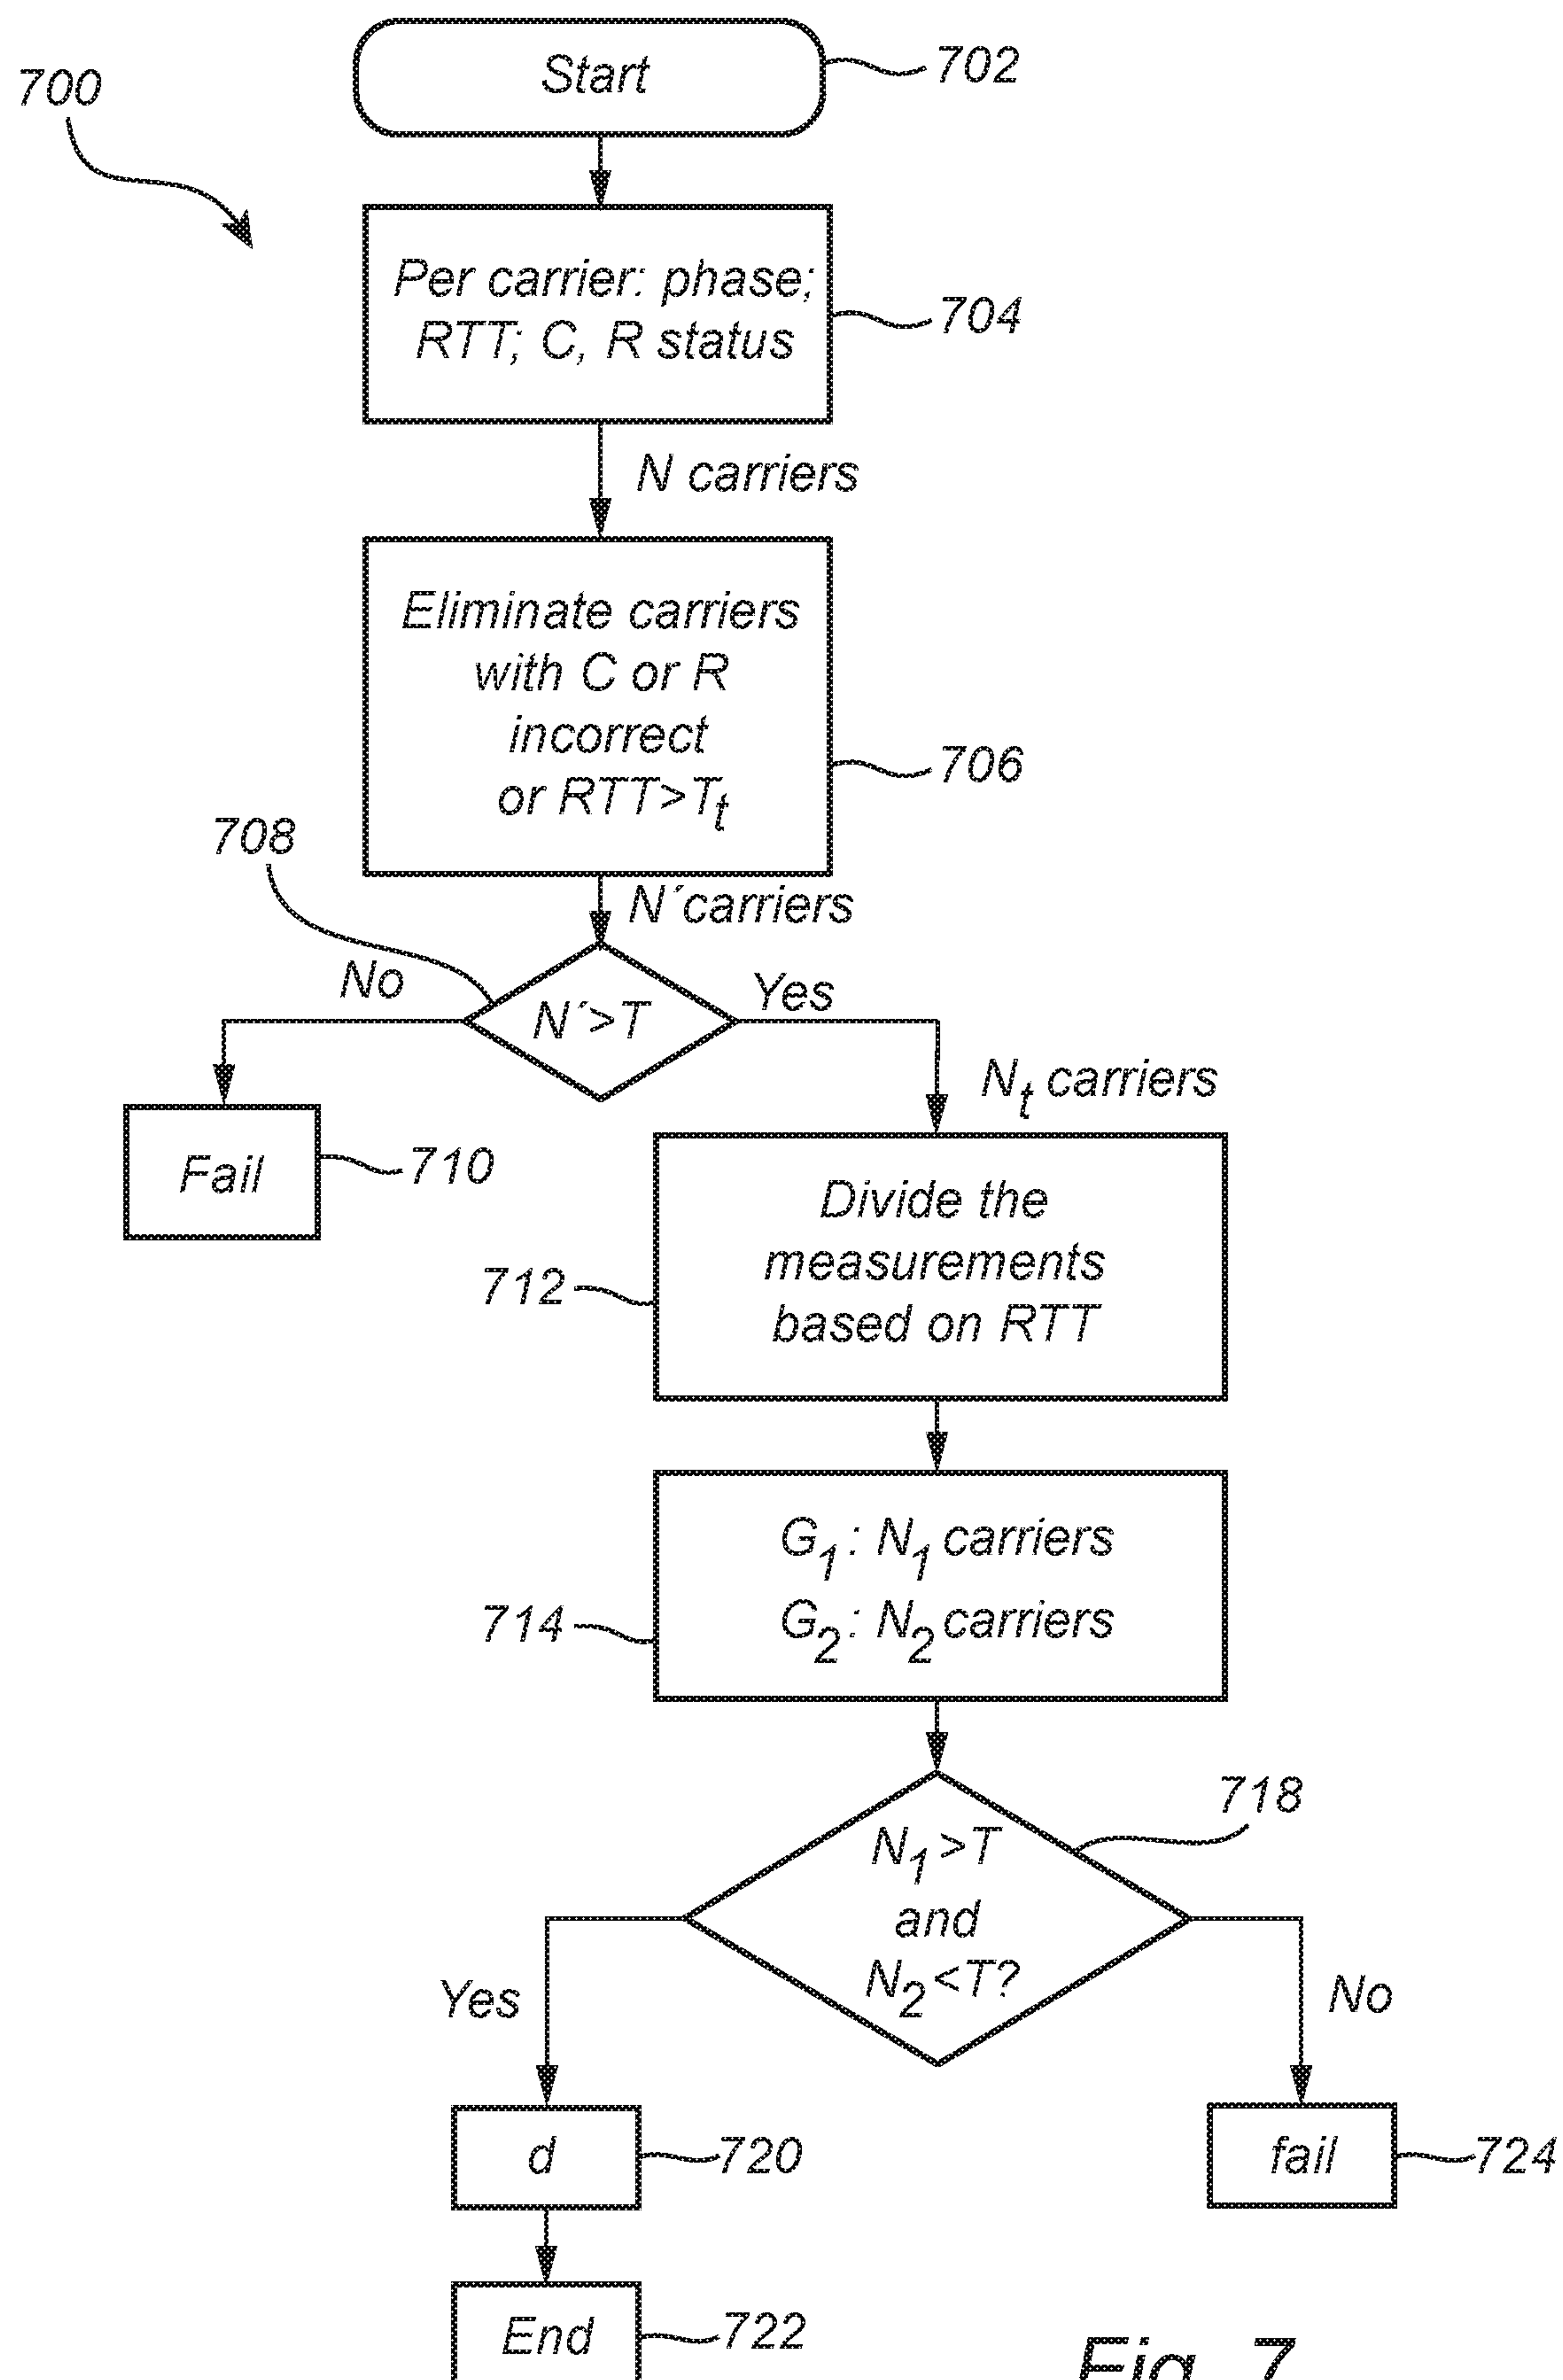 700
Start
702
Per carrier: phase;
RTT; C, R status
704
N carriers
Eliminate carriers
with C or R
incorrect
or RTT>Tt
706
N´carriers
708
No
N´>T
Yes
Nt carriers
Fail
710
Divide the
measurements
based on RTT
712
G1: N1 carriers
G2: N2 carriers
714
N1>T
and
N2<T?
718
Yes
No
d
720
fail
724
End
722
Fig. 7